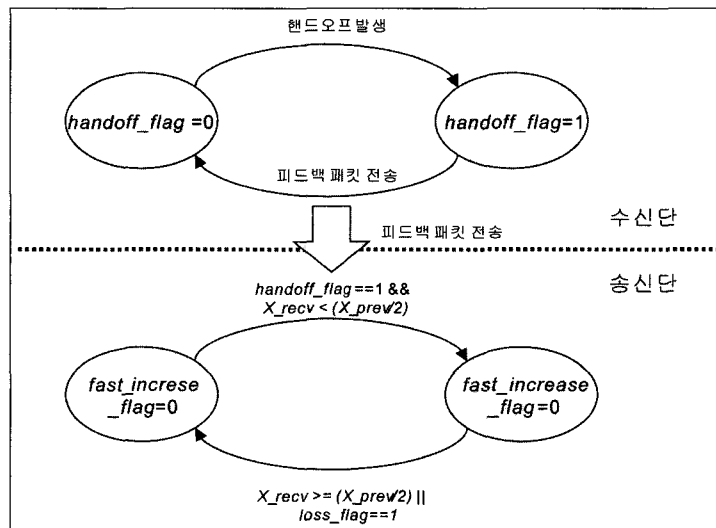 핸드오프발생
handoff_flag =0
handoff_flag=1
피드백 패킷 전송
수신단
피드백 패킷 전송
송신단
handoff_flag==1 &&
X_recv < (X_prev/2)
fast_increse
_flag=0
fast_increase
_flag=0
X_recv >= (X_prev/2) ||
loss_flag==1